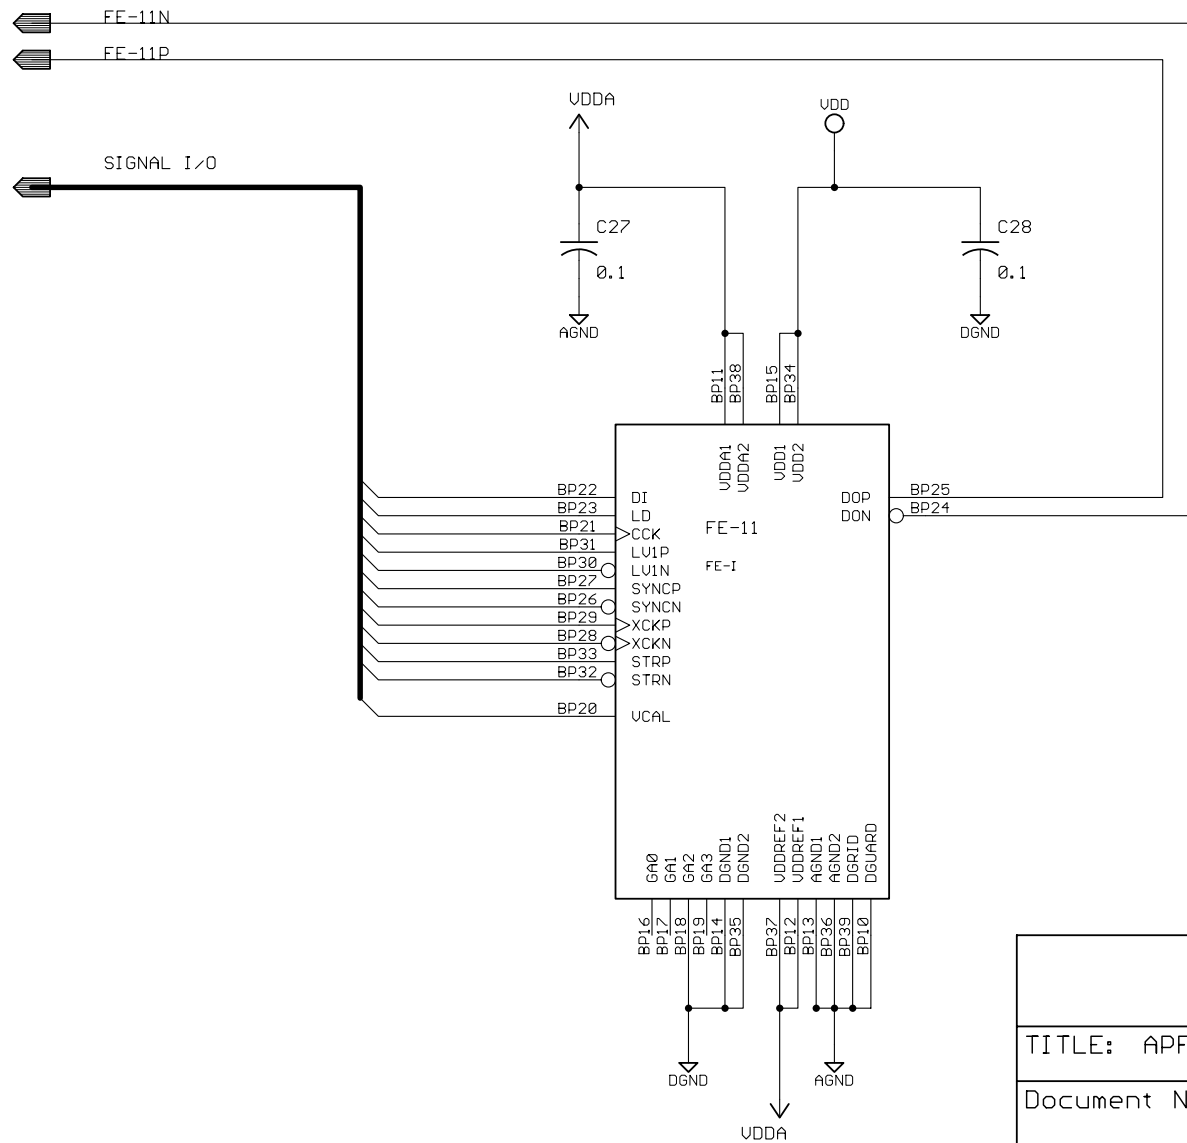 FE-11N
FE-11P
VDDA
VDD
SIGNAL I/O
C27
0.1
AGND
C28
0.1
DGND
BP11
BP38
BP15
BP34
VDDA1
VDDA2
VDD1
VDD2
BP22 DI
BP23 LD
BP21 CCK
BP31 LV1P
BP30 LV1N
BP27 SYNCP
BP26 SYNCN
BP29 XCKP
BP28 XCKN
BP33 STRP
BP32 STRN
BP20 VCAL
DOP BP25
DON BP24
FE-11
FE-I
GA0
GA1
GA2
GA3
DGND1
DGND2
VDDREF2
VDDREF1
AGND1
AGND2
DGRID
DGUARD
BP16
BP17
BP18
BP19
BP14
BP35
BP37
BP12
BP13
BP36
BP39
BP10
DGND
AGND
VDDA
TITLE:
Document